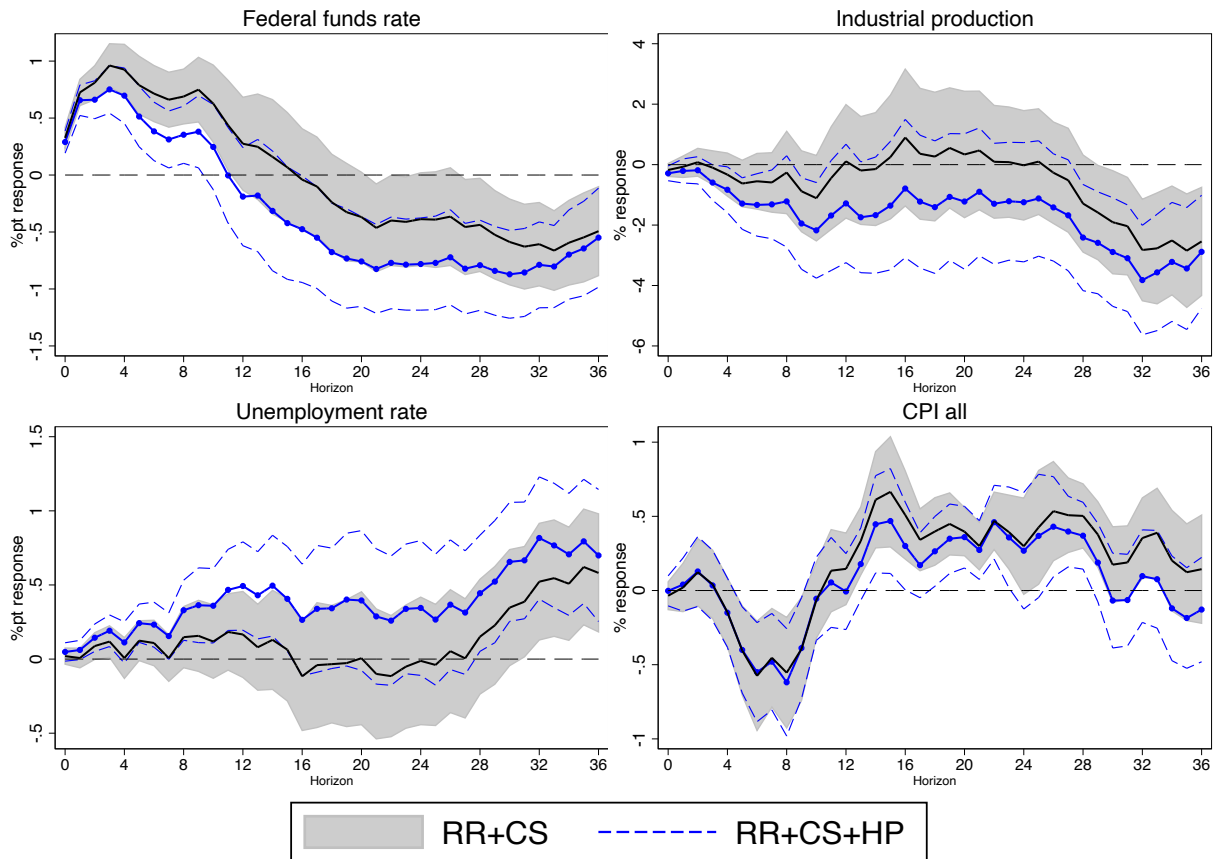 Federal funds rate
%pt response
1
.5
0
-.5
-1
-1.5
0 4 8 12 16 20 24 28 32 36
Horizon
Industrial production
% response
4
2
0
-2
-4
-6
0 4 8 12 16 20 24 28 32 36
Horizon
Unemployment rate
%pt response
1.5
1
.5
0
-.5
0 4 8 12 16 20 24 28 32 36
Horizon
CPI all
% response
1
.5
0
-.5
-1
0 4 8 12 16 20 24 28 32 36
Horizon
RR+CS RR+CS+HP